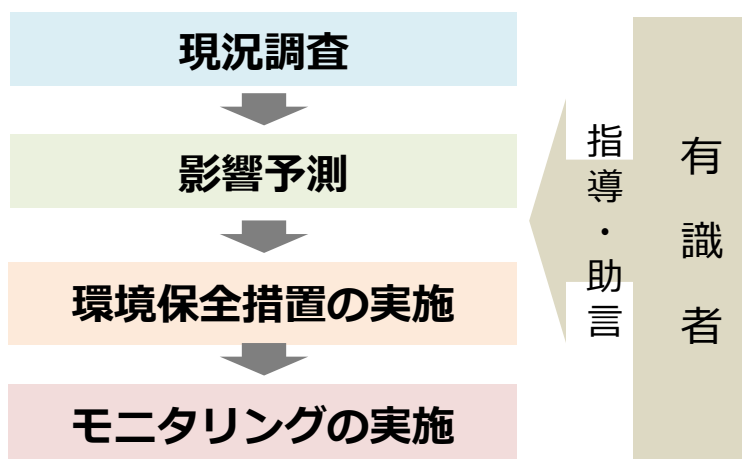 現況調査
影響予測
環境保全措置の実施
モニタリングの実施
指導・助言
有識者